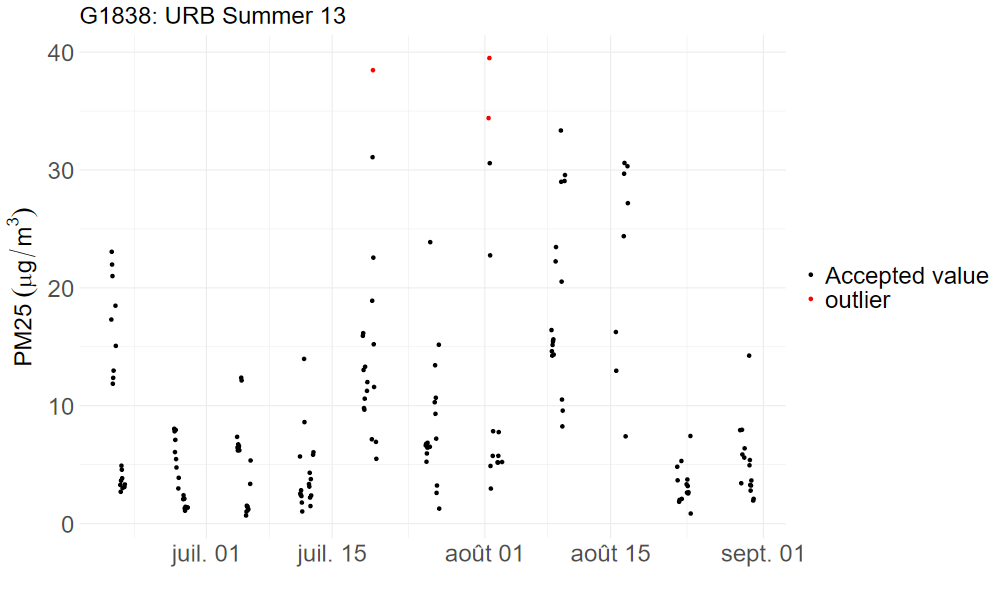 G1838: URB Summer 13
40
30
20
10
0
PM25 (μg/m³)
juil. 01
juil. 15
août 01
août 15
sept. 01
Accepted value
outlier